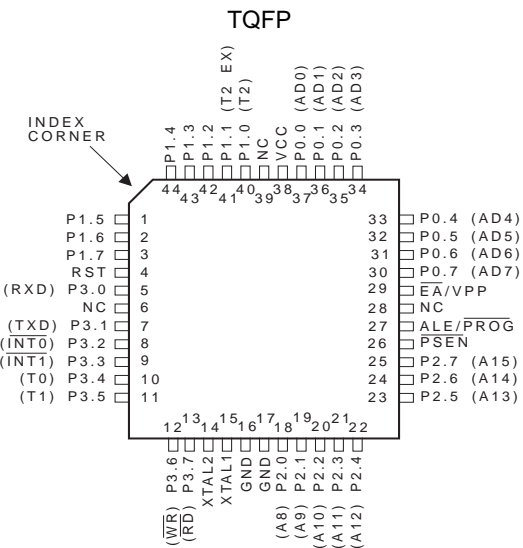 TQFP
INDEX
CORNER
P1.4
P1.3
P1.2
P1.1 (T2 EX)
P1.0 (T2)
NC
VCC
P0.0 (AD0)
P0.1 (AD1)
P0.2 (AD2)
P0.3 (AD3)
44 43 42 41 40 39 38 37 36 35 34
P1.5 1
P1.6 2
P1.7 3
RST 4
(RXD) P3.0 5
NC 6
(TXD) P3.1 7
(INT0) P3.2 8
(INT1) P3.3 9
(T0) P3.4 10
(T1) P3.5 11
33 P0.4 (AD4)
32 P0.5 (AD5)
31 P0.6 (AD6)
30 P0.7 (AD7)
29 EA/VPP
28 NC
27 ALE/PROG
26 PSEN
25 P2.7 (A15)
24 P2.6 (A14)
23 P2.5 (A13)
12 13 14 15 16 17 18 19 20 21 22
(WR) P3.6
(RD) P3.7
XTAL2
XTAL1
GND
GND
(A8) P2.0
(A9) P2.1
(A10) P2.2
(A11) P2.3
(A12) P2.4